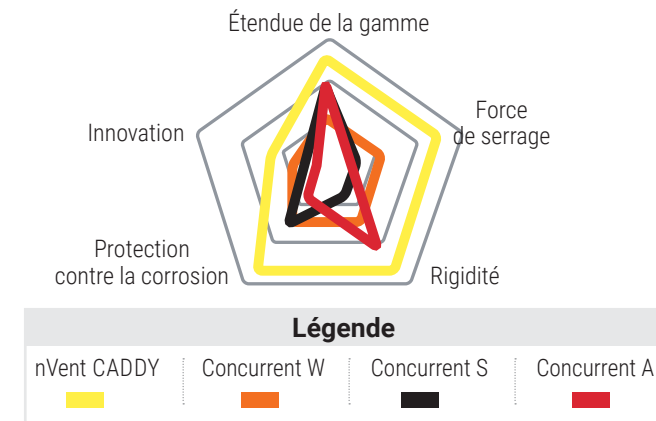 Étendue de la gamme
Innovation
Force
de serrage
Protection
contre la corrosion
Rigidité
Légende
nVent CADDY
Concurrent W
Concurrent S
Concurrent A